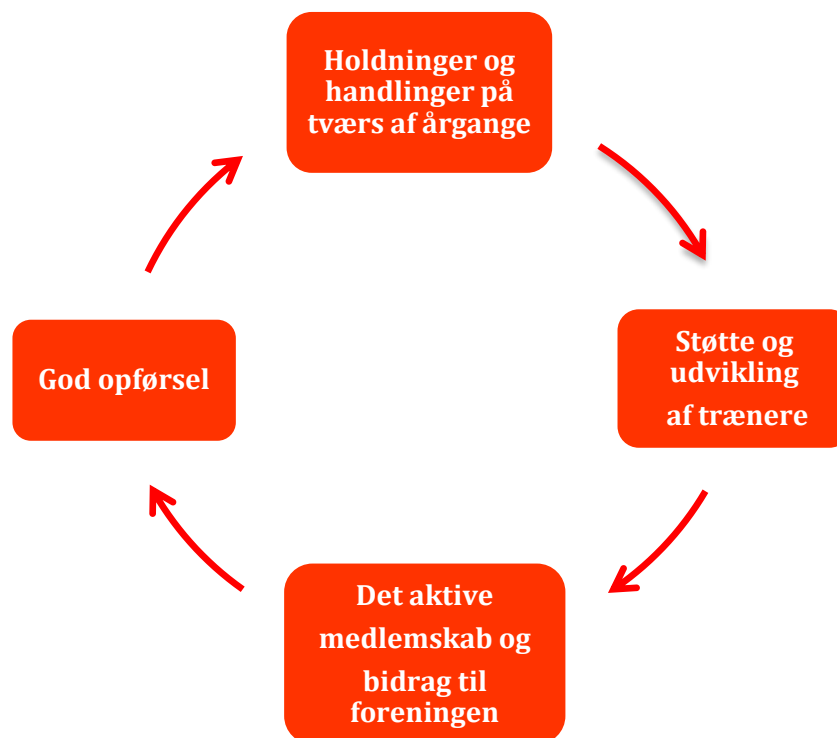 Holdninger og
handlinger på
tværs af årgange
God opførsel
Støtte og
udvikling
af trænere
Det aktive
medlemskab og
bidrag til
foreningen